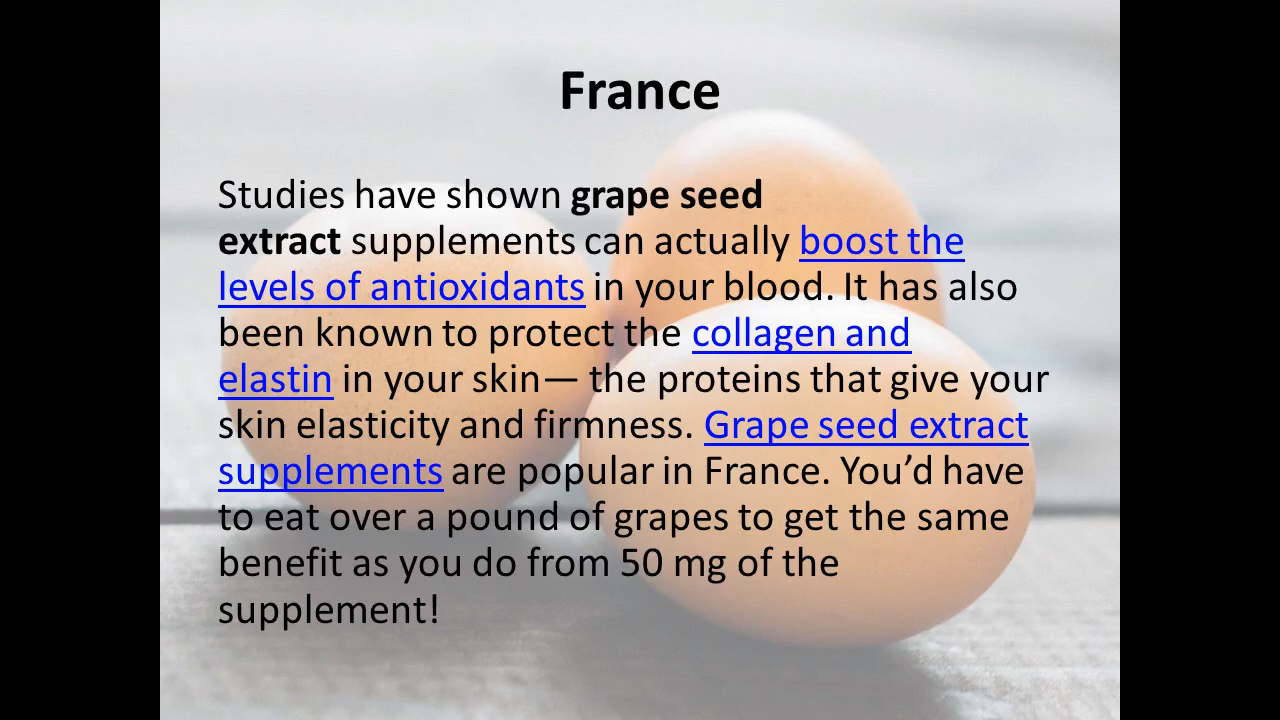 France
Studies have shown grape seed
extract supplements can actually boost the
levels of antioxidants in your blood. It has also
been known to protect the collagen and
elastin in your skin— the proteins that give your
skin elasticity and firmness. Grape seed extract
supplements are popular in France. You’d have
to eat over a pound of grapes to get the same
benefit as you do from 50 mg of the
supplement!